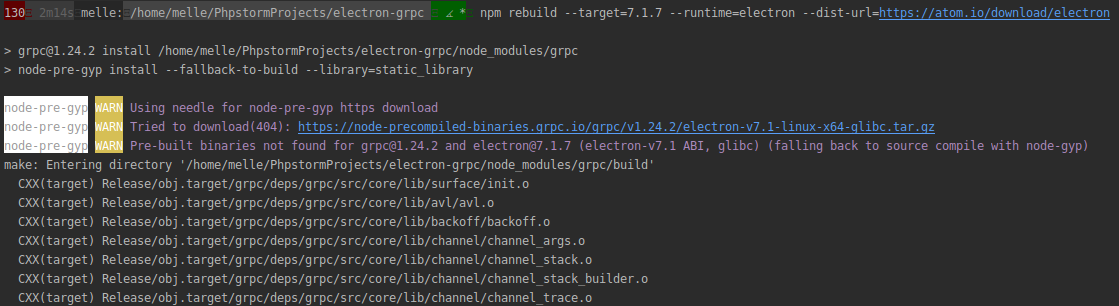 130 2m14s melle: /home/melle/PhpstormProjects/electron-grpc * npm rebuild --target=7.1.7 --runtime=electron --dist-url=https://atom.io/download/electron
> grpc@1.24.2 install /home/melle/PhpstormProjects/electron-grpc/node_modules/grpc
> node-pre-gyp install --fallback-to-build --library=static_library
node-pre-gyp WARN Using needle for node-pre-gyp https download
node-pre-gyp WARN Tried to download(404): https://node-precompiled-binaries.grpc.io/grpc/v1.24.2/electron-v7.1-linux-x64-glibc.tar.gz
node-pre-gyp WARN Pre-built binaries not found for grpc@1.24.2 and electron@7.1.7 (electron-v7.1 ABI, glibc) (falling back to source compile with node-gyp)
make: Entering directory '/home/melle/PhpstormProjects/electron-grpc/node_modules/grpc/build'
CXX(target) Release/obj.target/grpc/deps/grpc/src/core/lib/surface/init.o
CXX(target) Release/obj.target/grpc/deps/grpc/src/core/lib/avl/avl.o
CXX(target) Release/obj.target/grpc/deps/grpc/src/core/lib/backoff/backoff.o
CXX(target) Release/obj.target/grpc/deps/grpc/src/core/lib/channel/channel_args.o
CXX(target) Release/obj.target/grpc/deps/grpc/src/core/lib/channel/channel_stack.o
CXX(target) Release/obj.target/grpc/deps/grpc/src/core/lib/channel/channel_stack_builder.o
CXX(target) Release/obj.target/grpc/deps/grpc/src/core/lib/channel/channel_trace.o